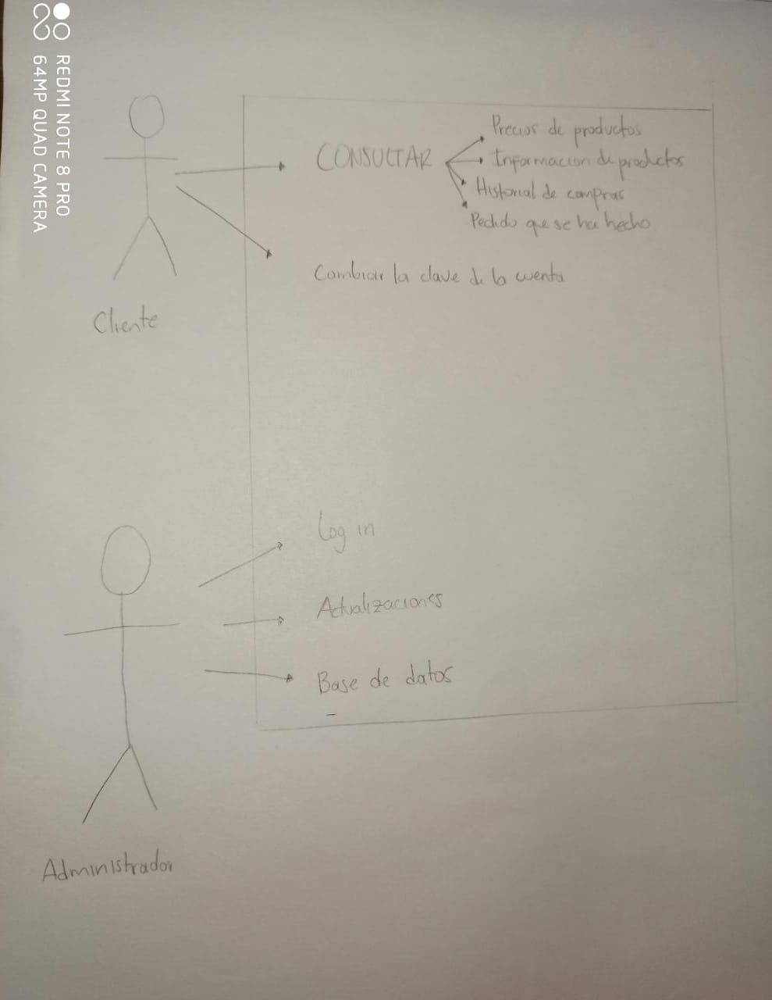 REDMI NOTE 8 PRO
64MP QUAD CAMERA
CONSULTAR
Precios de productos
Informacion de productos
Historial de compras
Pedido que se ha hecho
Cambiar la clave de la cuenta
Cliente
Log in
Actualizaciones
Base de datos
Administrador